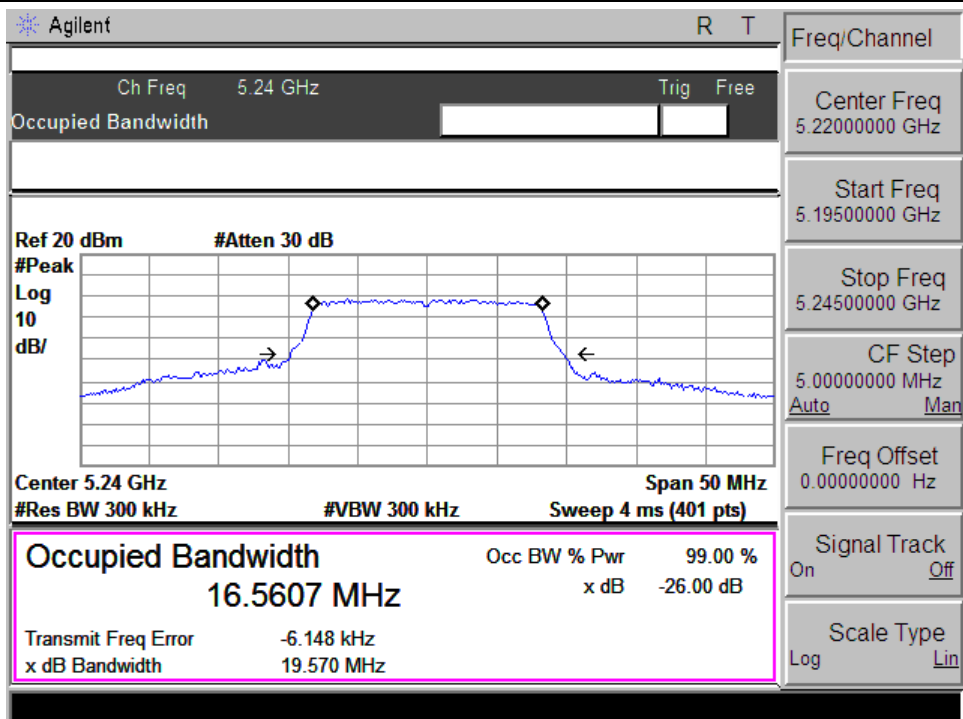 Agilent R T
Ch Freq 5.24 GHz Trig Free
Occupied Bandwidth
Ref 20 dBm #Atten 30 dB
#Peak
Log
10
dB/
Center 5.24 GHz Span 50 MHz
#Res BW 300 kHz #VBW 300 kHz Sweep 4 ms (401 pts)
Occupied Bandwidth Occ BW % Pwr 99.00 %
16.5607 MHz x dB -26.00 dB
Transmit Freq Error -6.148 kHz
x dB Bandwidth 19.570 MHz
Freq/Channel
Center Freq
5.22000000 GHz
Start Freq
5.19500000 GHz
Stop Freq
5.24500000 GHz
CF Step
5.00000000 MHz
Auto Man
Freq Offset
0.00000000 Hz
Signal Track
On Off
Scale Type
Log Lin